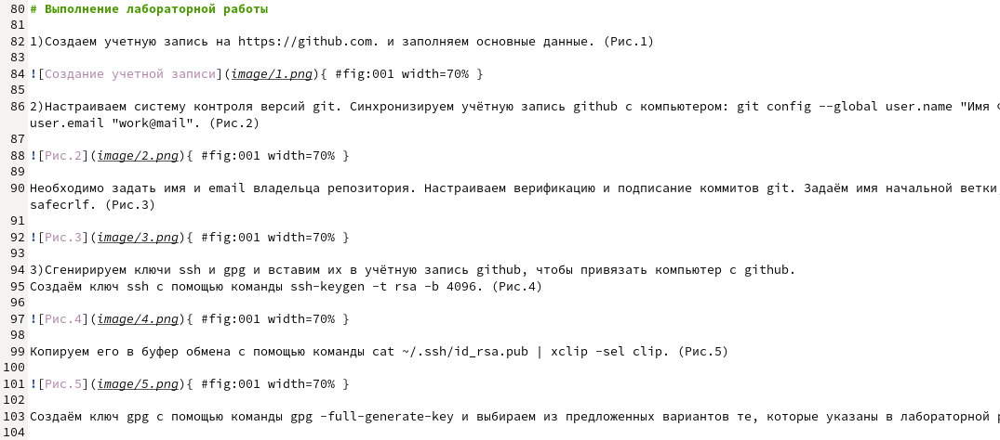 80 # Выполнение лабораторной работы
81
82 1)Создаем учетную запись на https://github.com. и заполняем основные данные. (Рис.1)
83
84 ![Создание учетной записи](image/1.png){ #fig:001 width=70% }
85
86 2)Настраиваем систему контроля версий git. Синхронизируем учётную запись github с компьютером: git config --global user.name "Имя
user.email "work@mail". (Рис.2)
87
88 ![Рис.2](image/2.png){ #fig:001 width=70% }
89
90 Необходимо задать имя и email владельца репозитория. Настраиваем верификацию и подписание коммитов git. Задаём имя начальной ветки,
safecrlf. (Рис.3)
91
92 ![Рис.3](image/3.png){ #fig:001 width=70% }
93
94 3)Сгенирируем ключи ssh и gpg и вставим их в учётную запись github, чтобы привязать компьютер с github.
95 Создаём ключ ssh с помощью команды ssh-keygen -t rsa -b 4096. (Рис.4)
96
97 ![Рис.4](image/4.png){ #fig:001 width=70% }
98
99 Копируем его в буфер обмена с помощью команды cat ~/.ssh/id_rsa.pub | xclip -sel clip. (Рис.5)
100
101 ![Рис.5](image/5.png){ #fig:001 width=70% }
102
103 Создаём ключ gpg с помощью команды gpg -full-generate-key и выбираем из предложенных вариантов те, которые указаны в лабораторной
104